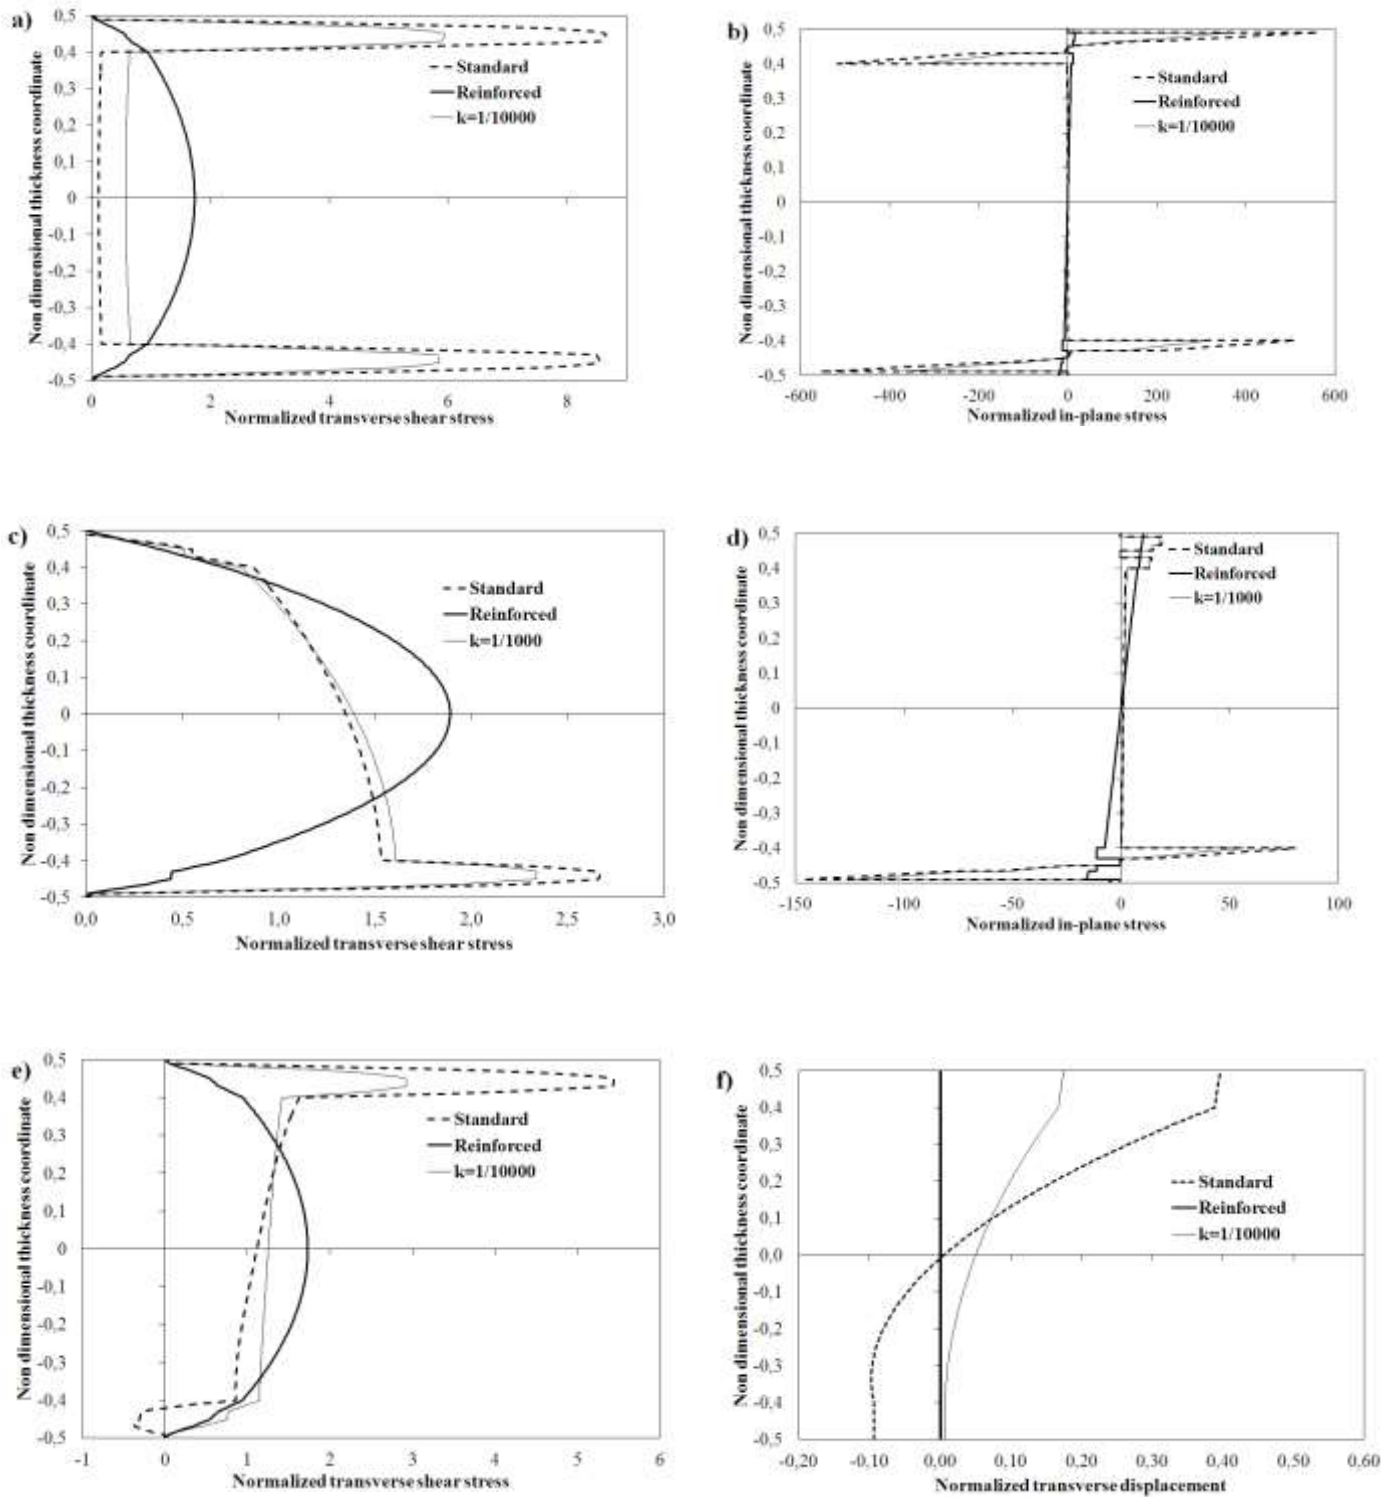 a)
Non dimensional thickness coordinate
0,5
0,4
0,3
0,2
0,1
0
-0,1
-0,2
-0,3
-0,4
-0,5
Standard
Reinforced
k=1/10000
0 2 4 6 8
Normalized transverse shear stress
b)
Non dimensional thickness coordinate
0,5
0,4
0,3
0,2
0,1
0
-0,1
-0,2
-0,3
-0,4
-0,5
Standard
Reinforced
k=1/10000
-600 -400 -200 0 200 400 600
Normalized in-plane stress
c)
Non dimensional thickness coordinate
0,5
0,4
0,3
0,2
0,1
0
-0,1
-0,2
-0,3
-0,4
-0,5
Standard
Reinforced
k=1/1000
0,0 0,5 1,0 1,5 2,0 2,5 3,0
Normalized transverse shear stress
d)
Non dimensional thickness coordinate
0,5
0,4
0,3
0,2
0,1
0
-0,1
-0,2
-0,3
-0,4
-0,5
Standard
Reinforced
k=1/1000
-150 -100 -50 0 50 100
Normalized in-plane stress
e)
Non dimensional thickness coordinate
0,5
0,4
0,3
0,2
0,1
0
-0,1
-0,2
-0,3
-0,4
-0,5
Standard
Reinforced
k=1/10000
-1 0 1 2 3 4 5 6
Normalized transverse shear stress
f)
Non dimensional thickness coordinate
0,5
0,4
0,3
0,2
0,1
0,0
-0,1
-0,2
-0,3
-0,4
-0,5
Standard
Reinforced
k=1/10000
-0,20 -0,10 0,00 0,10 0,20 0,30 0,40 0,50 0,60
Normalized transverse displacement